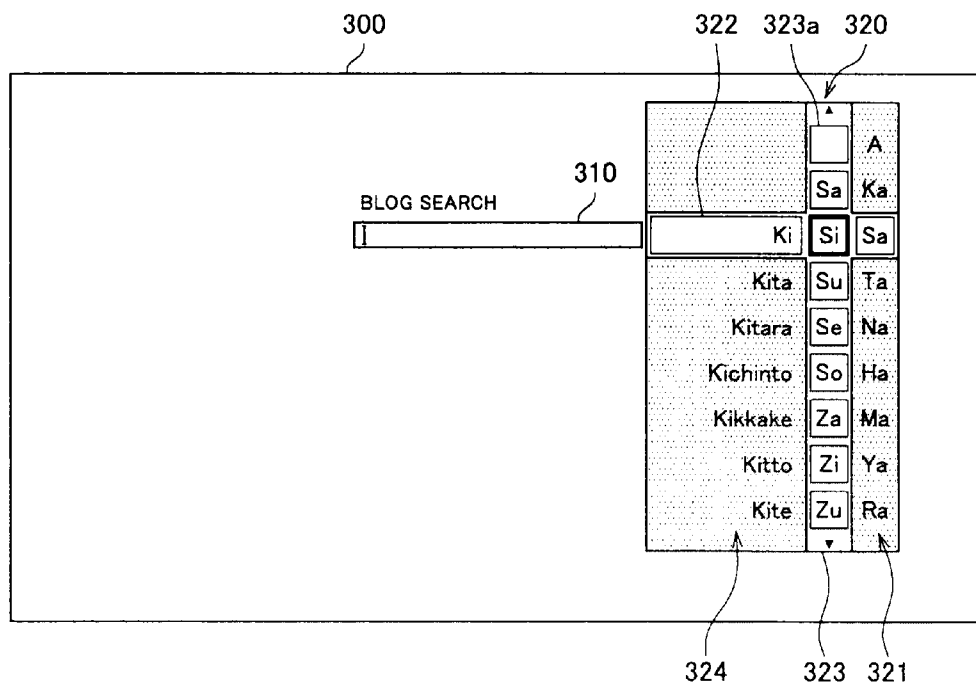 300 322 323a 320
A
Sa Ka
310
BLOG SEARCH
Ki Si Sa
Kita Su Ta
Kitara Se Na
Kichinto So Ha
Kikkake Za Ma
Kitto Zi Ya
Kite Zu Ra
324 323 321